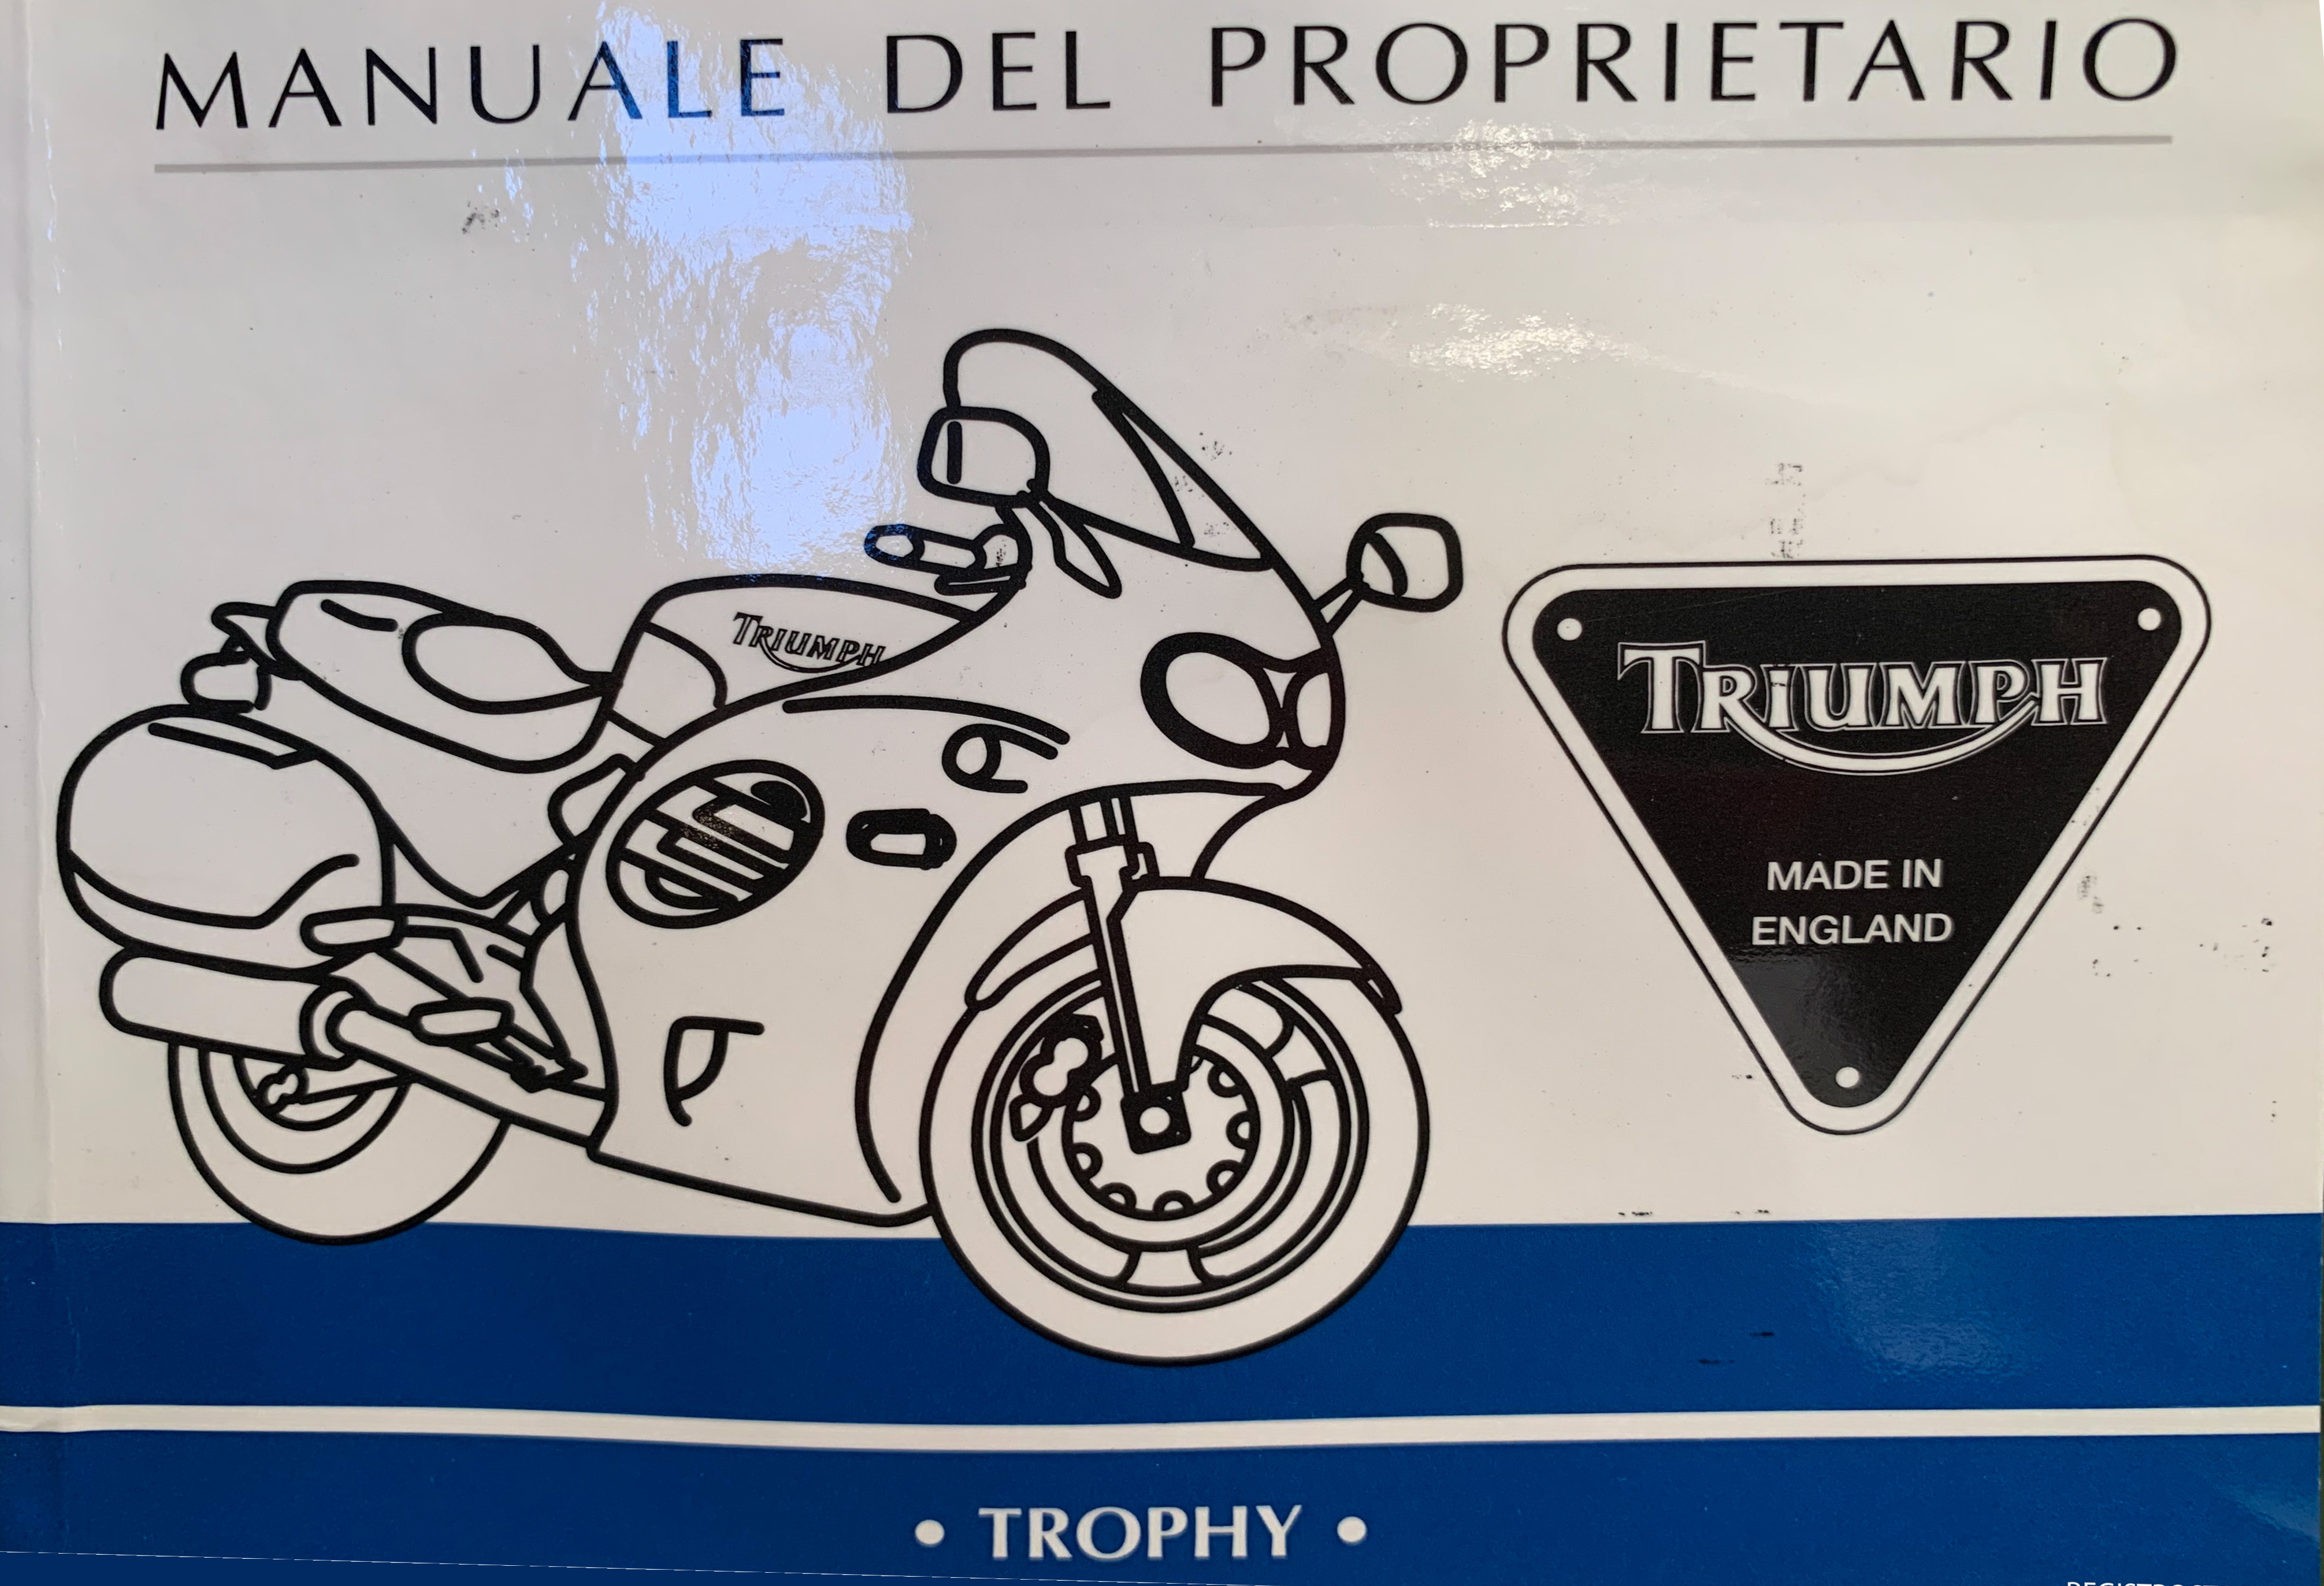 MANUALE DEL PROPRIETARIO
TRIUMPH
TRIUMPH
MADE IN
ENGLAND
• TROPHY •